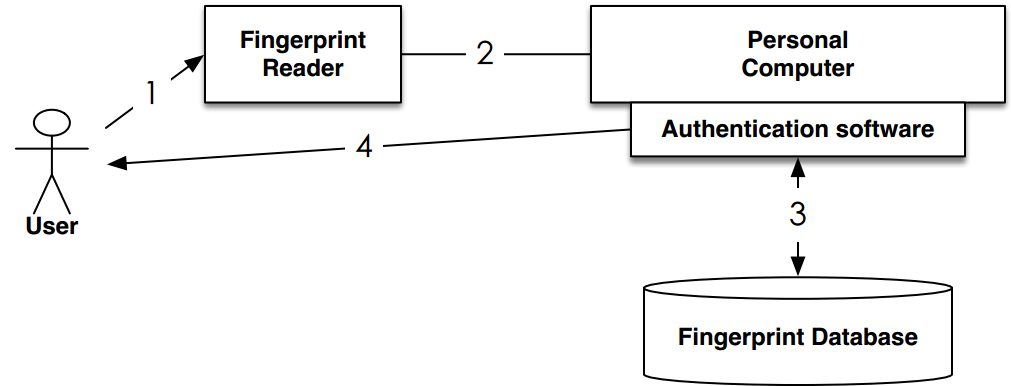 Fingerprint
Reader
2
Personal
Computer
1
Authentication software
4
User
3
Fingerprint Database